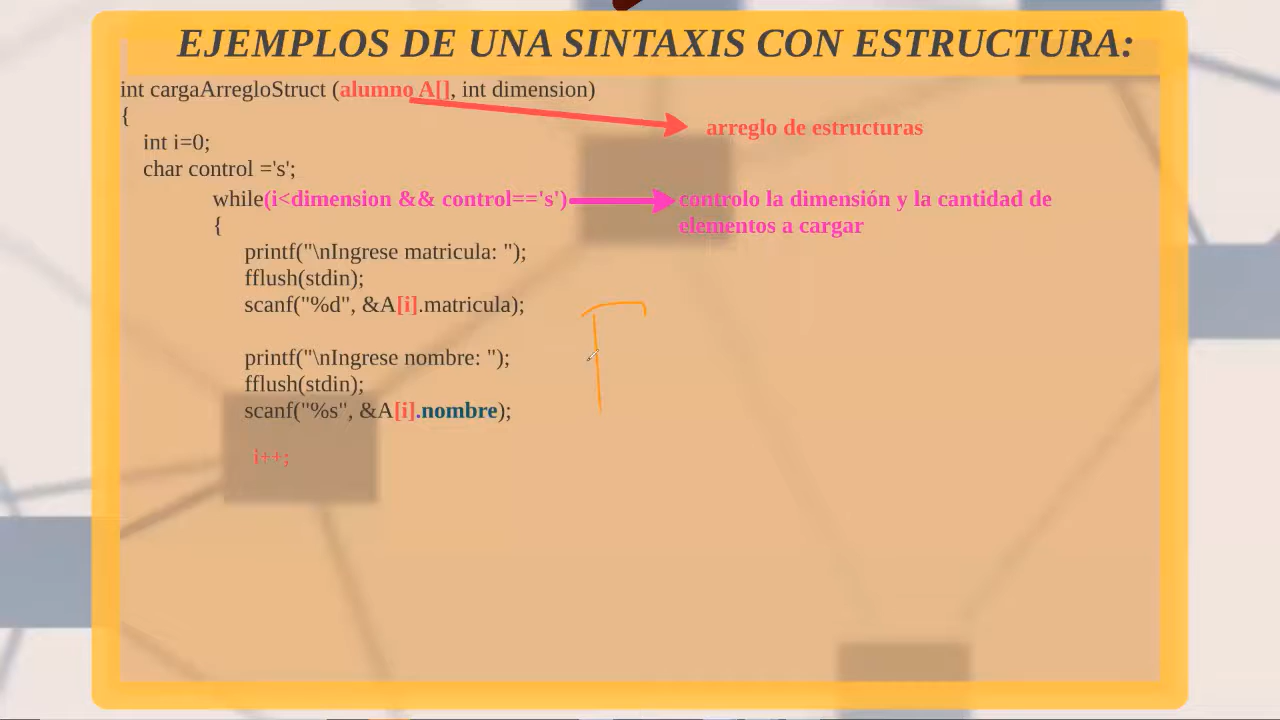 EJEMPLOS DE UNA SINTAXIS CON ESTRUCTURA:
int cargaArregloStruct (alumno A[], int dimension)
{
arreglo de estructuras
int i=0;
char control ='s';
while(i<dimension && control=='s')
controlo la dimensión y la cantidad de
elementos a cargar
{
printf("\nIngrese matricula: ");
fflush(stdin);
scanf("%d", &A[i].matricula);
printf("\nIngrese nombre: ");
fflush(stdin);
scanf("%s", &A[i].nombre);
i++;